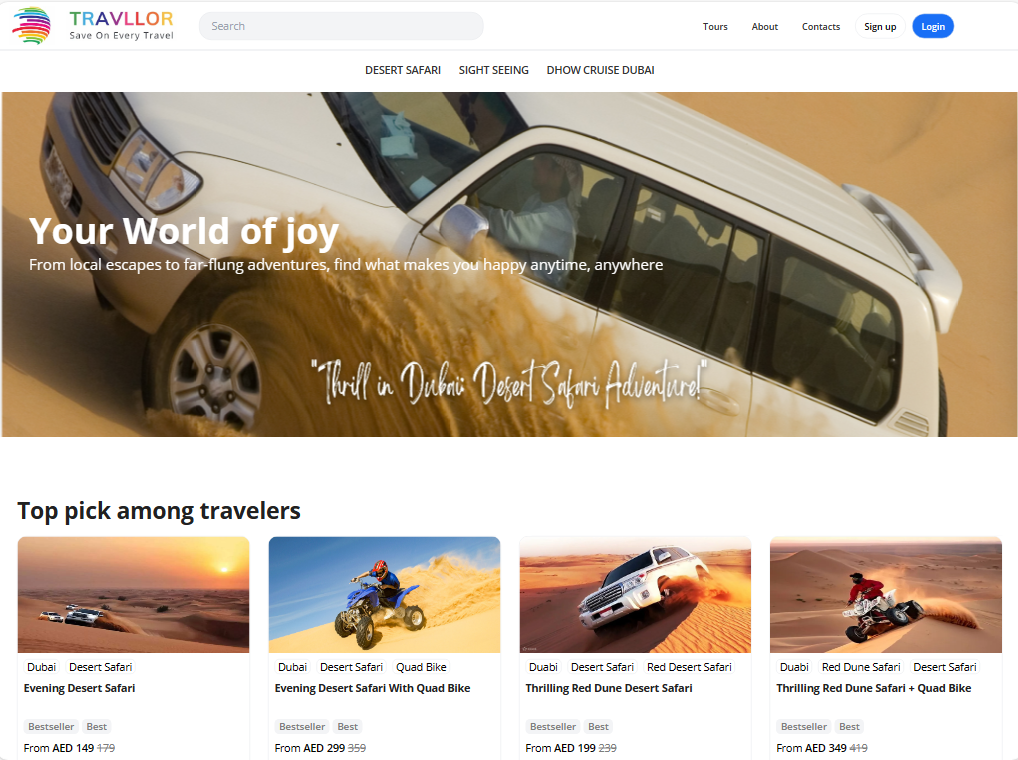 TRAVLLOR
Save On Every Travel
Search
Tours About Contacts Sign up Login
DESERT SAFARI SIGHT SEEING DHOW CRUISE DUBAI
Your World of joy
From local escapes to far-flung adventures, find what makes you happy anytime, anywhere
"Thrill in Dubai: Desert Safari Adventure!"
Top pick among travelers
Dubai Desert Safari
Evening Desert Safari
Bestseller Best
From AED 149 179
Dubai Desert Safari Quad Bike
Evening Desert Safari With Quad Bike
Bestseller Best
From AED 299 359
Duabi Desert Safari Red Desert Safari
Thrilling Red Dune Desert Safari
Bestseller Best
From AED 199 239
Duabi Red Dune Safari Desert Safari
Thrilling Red Dune Safari + Quad Bike
Bestseller Best
From AED 349 419